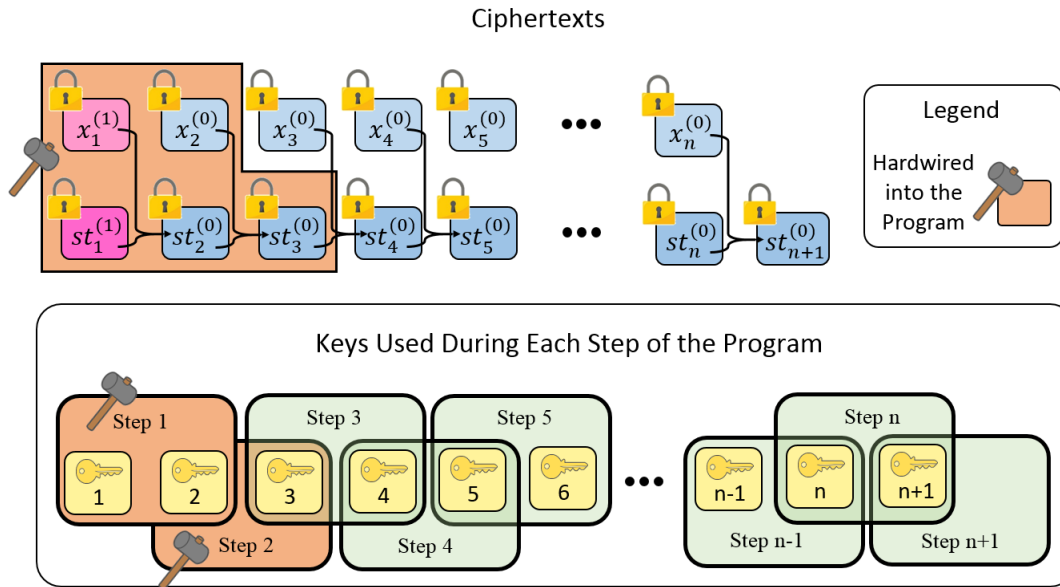 Ciphertexts
x_1^{(1)} x_2^{(0)} x_3^{(0)} x_4^{(0)} x_5^{(0)} ••• x_n^{(0)}
st_1^{(1)} st_2^{(0)} st_3^{(0)} st_4^{(0)} st_5^{(0)} ••• st_n^{(0)} st_{n+1}^{(0)}
Legend
Hardwired
into the
Program
Keys Used During Each Step of the Program
Step 1 Step 3 Step 5 Step n
1 2 3 4 5 6 ••• n-1 n n+1
Step 2 Step 4 Step n-1 Step n+1